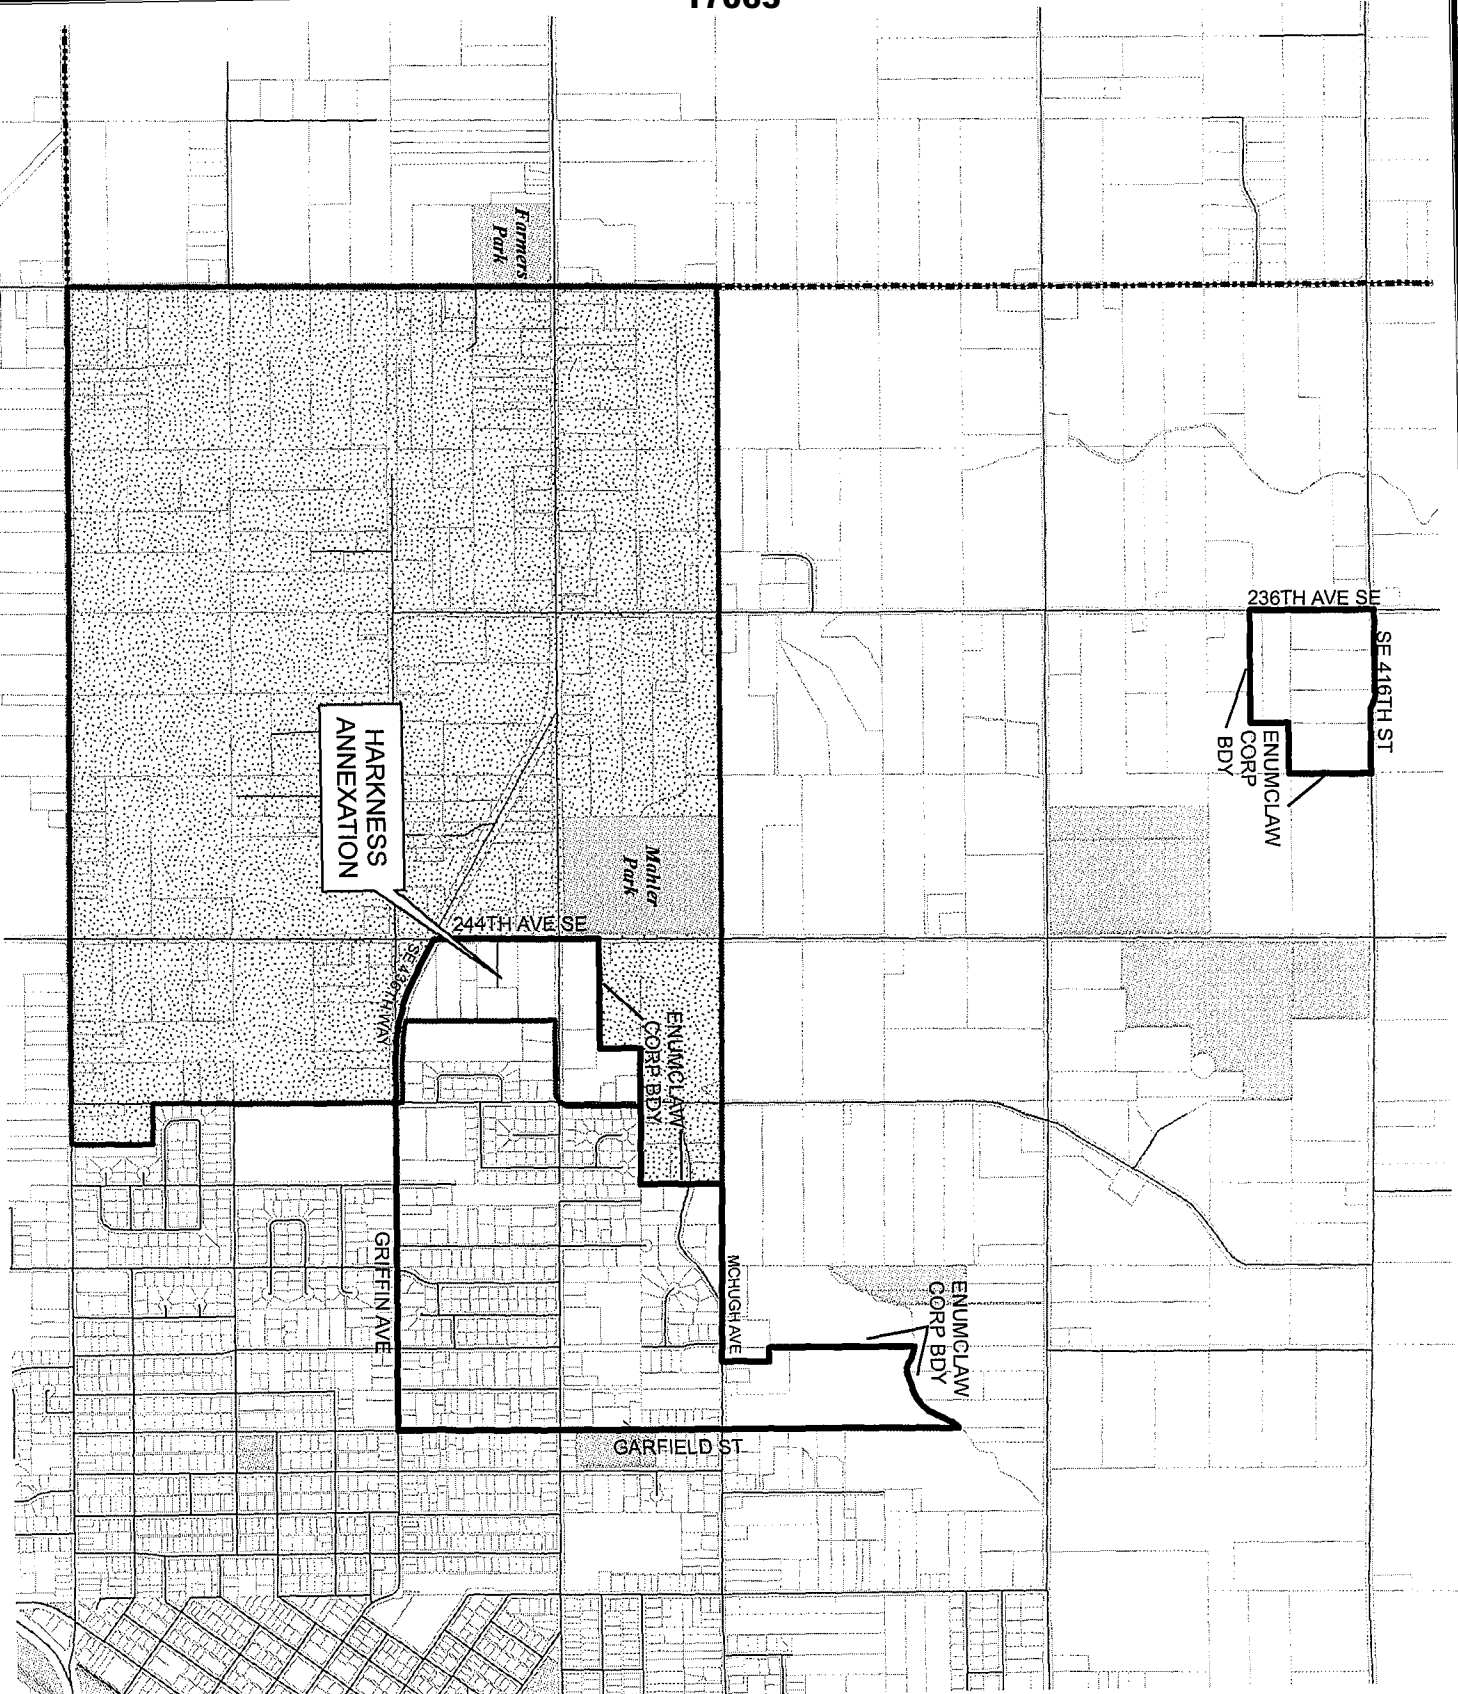 Farmers
Park
236TH AVE SE
SE 416TH ST
ENUMCLAW
CORP
BDY
HARKNESS
ANNEXATION
Mahler
Park
244TH AVE SE
SE 436TH WAY
ENUMCLAW
CORP BDY
GRIFFIN AVE
MCHUGH AVE
ENUMCLAW
CORP BDY
GARFIELD ST